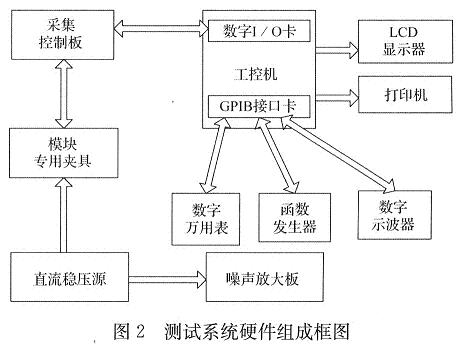 采集
控制板
数字I/O卡
工控机
GPIB接口卡
LCD
显示器
打印机
模块
专用夹具
数字
万用表
函数
发生器
数字
示波器
直流稳压源
噪声放大板
图2 测试系统硬件组成框图